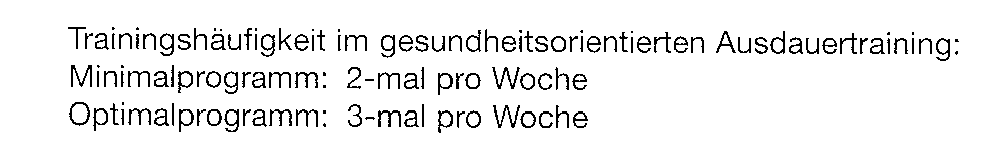 Trainingshäufigkeit im gesundheitsorientierten Ausdauertraining:
Minimalprogramm: 2-mal pro Woche
Optimalprogramm: 3-mal pro Woche